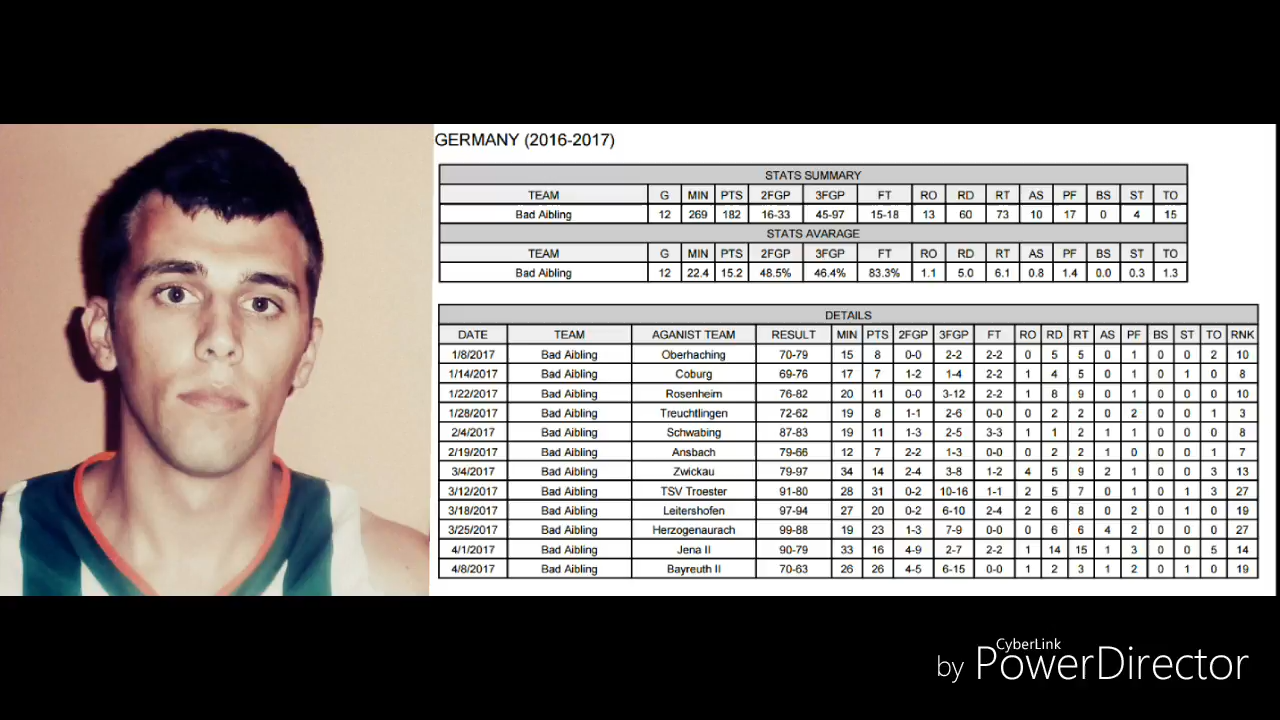 GERMANY (2016-2017)
STATS SUMMARY
TEAM G MIN PTS 2FGP 3FGP FT RO RD RT AS PF BS ST TO
Bad Aibling 12 269 182 16-33 45-97 15-18 13 60 73 10 17 0 4 15
STATS AVARAGE
TEAM G MIN PTS 2FGP 3FGP FT RO RD RT AS PF BS ST TO
Bad Aibling 12 22.4 15.2 48.5% 46.4% 83.3% 1.1 5.0 6.1 0.8 1.4 0.0 0.3 1.3
DETAILS
DATE TEAM AGANIST TEAM RESULT MIN PTS 2FGP 3FGP FT RO RD RT AS PF BS ST TO RNK
1/8/2017 Bad Aibling Oberhaching 70-79 15 8 0-0 2-2 2-2 0 5 5 0 1 0 0 2 10
1/14/2017 Bad Aibling Coburg 69-76 17 7 1-2 1-4 2-2 1 4 5 0 1 0 1 0 8
1/22/2017 Bad Aibling Rosenheim 76-82 20 11 0-0 3-12 2-2 1 8 9 0 1 0 0 0 10
1/28/2017 Bad Aibling Treuchtlingen 72-62 19 8 1-1 2-6 0-0 0 2 2 0 2 0 0 1 3
2/4/2017 Bad Aibling Schwabing 87-83 19 11 1-3 2-5 3-3 1 1 2 1 1 0 0 0 8
2/19/2017 Bad Aibling Ansbach 79-66 12 7 2-2 1-3 0-0 0 2 2 1 0 0 0 1 7
3/4/2017 Bad Aibling Zwickau 79-97 34 14 2-4 3-8 1-2 4 5 9 2 1 0 0 3 13
3/12/2017 Bad Aibling TSV Troester 91-80 28 31 0-2 10-16 1-1 2 5 7 0 1 0 1 3 27
3/18/2017 Bad Aibling Leitershofen 97-94 27 20 0-2 6-10 2-4 2 6 8 0 2 0 1 0 19
3/25/2017 Bad Aibling Herzogenaurach 99-88 19 23 1-3 7-9 0-0 0 6 6 4 2 0 0 0 27
4/1/2017 Bad Aibling Jena II 90-79 33 16 4-9 2-7 2-2 1 14 15 1 3 0 0 5 14
4/8/2017 Bad Aibling Bayreuth II 70-63 26 26 4-5 6-15 0-0 1 2 3 1 2 0 1 0 19
CyberLink
by PowerDirector